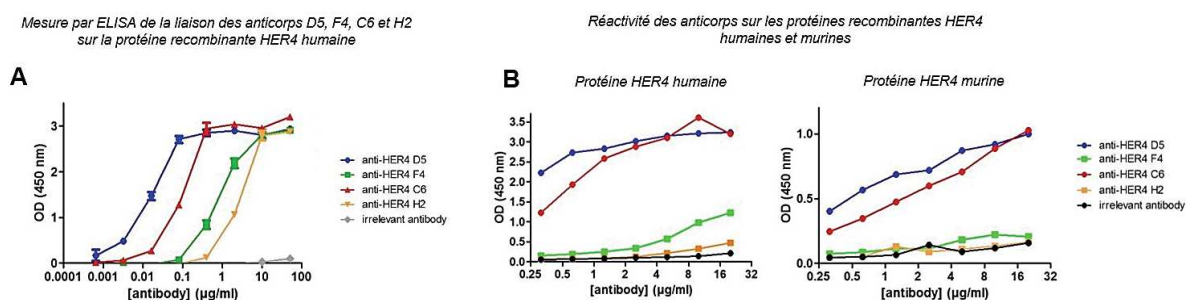 Mesure par ELISA de la liaison des anticorps D5, F4, C6 et H2
sur la protéine recombinante HER4 humaine
A
OD (450 nm)
3
2
1
0
0.0001
0.001
0.01
0.1
1
10
100
[antibody] (µg/ml)
anti-HER4 D5
anti-HER4 F4
anti-HER4 C6
anti-HER4 H2
irrelevant antibody
Réactivité des anticorps sur les protéines recombinantes HER4
humaines et murines
B
Protéine HER4 humaine
OD (450 nm)
3.5
3.0
2.5
2.0
1.5
1.0
0.5
0.0
0.25
0.5
1
2
4
8
16
32
[antibody] (µg/ml)
Protéine HER4 murine
OD (450 nm)
1.0
0.5
0.0
0.25
0.5
1
2
4
8
16
32
[antibody] (µg/ml)
anti-HER4 D5
anti-HER4 F4
anti-HER4 C6
anti-HER4 H2
irrelevant antibody